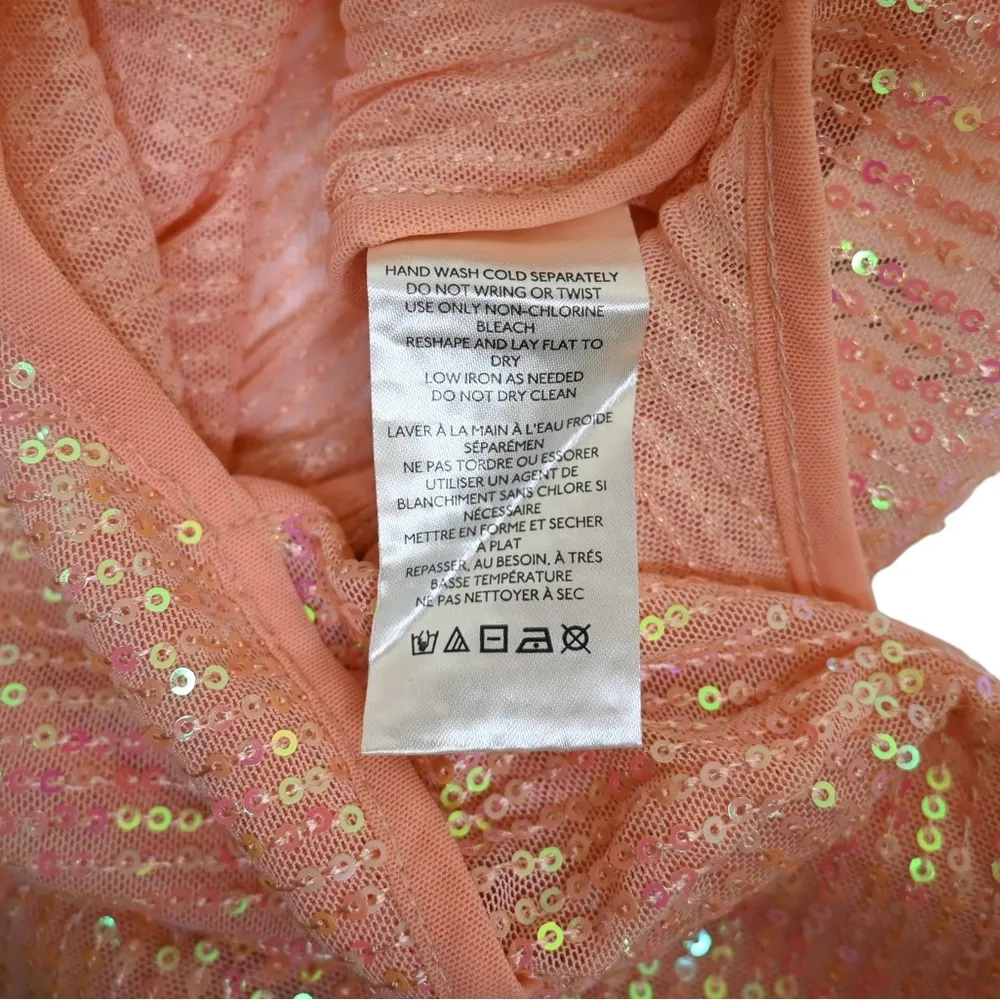 HAND WASH COLD SEPARATELY
DO NOT WRING OR TWIST
USE ONLY NON-CHLORINE
BLEACH
RESHAPE AND LAY FLAT TO
DRY
LOW IRON AS NEEDED
DO NOT DRY CLEAN
LAVER À LA MAIN À L'EAU FROIDE
SÉPARÉMEN
NE PAS TORDRE OU ESSORER
UTILISER UN AGENT DE
BLANCHIMENT SANS CHLORE SI
NÉCESSAIRE
METTRE EN FORME ET SECHER
A PLAT
REPASSER, AU BESOIN, À TRÉS
BASSE TEMPÉRATURE
NE PAS NETTOYER À SEC